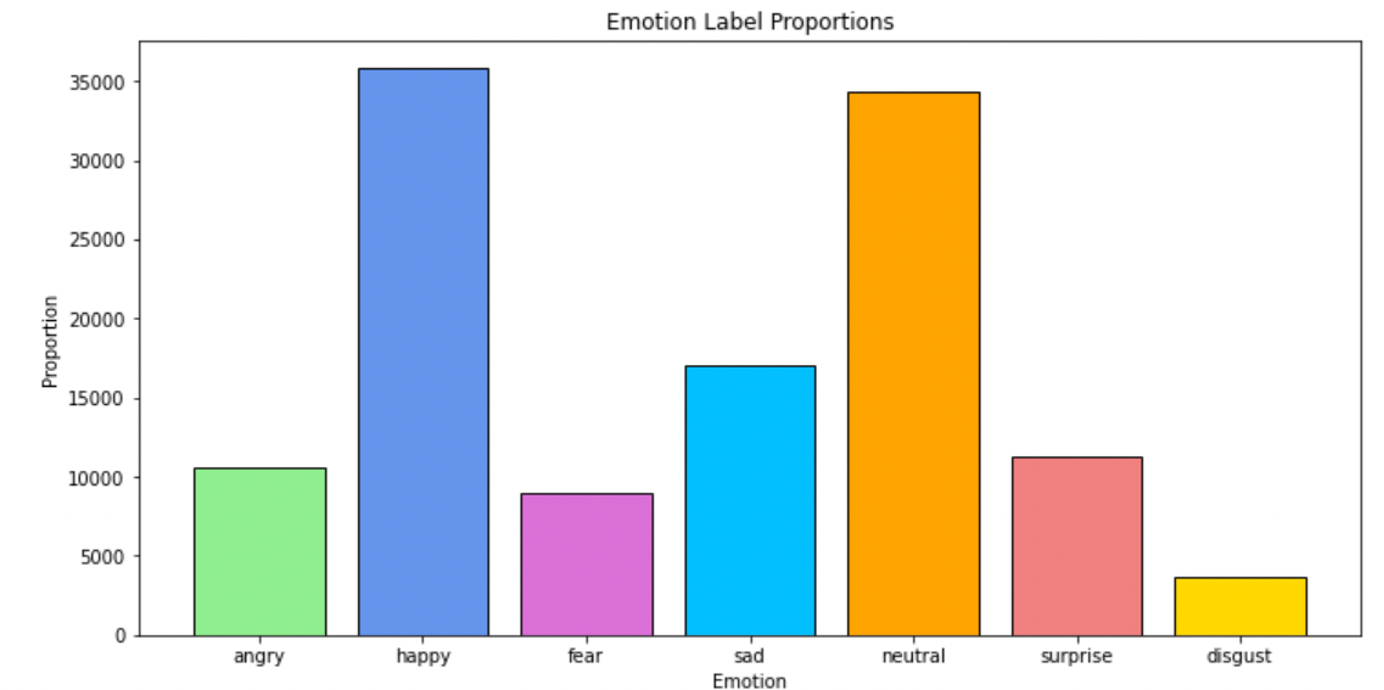 Emotion Label Proportions
35000
30000
25000
20000
15000
10000
5000
0
Proportion
angry happy fear sad neutral surprise disgust
Emotion